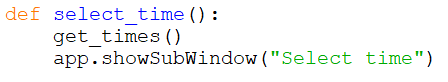 def select_time():
    get_times()
    app.showSubWindow("Select time")